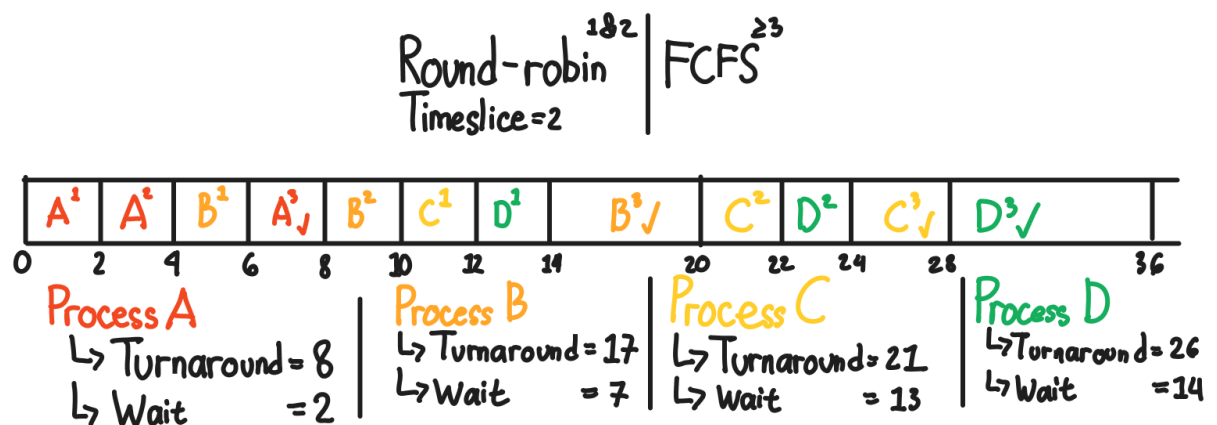 Round-robin¹&² | FCFS≥³
Timeslice=2
A¹ A² B¹ A³✓ B² C¹ D¹ B³✓ C² D² C³✓ D³✓
0 2 4 6 8 10 12 14 20 22 24 28 36
Process A
↳ Turnaround=8
↳ Wait =2
Process B
↳ Turnaround=17
↳ Wait =7
Process C
↳ Turnaround=21
↳ Wait =13
Process D
↳ Turnaround=26
↳ Wait =14